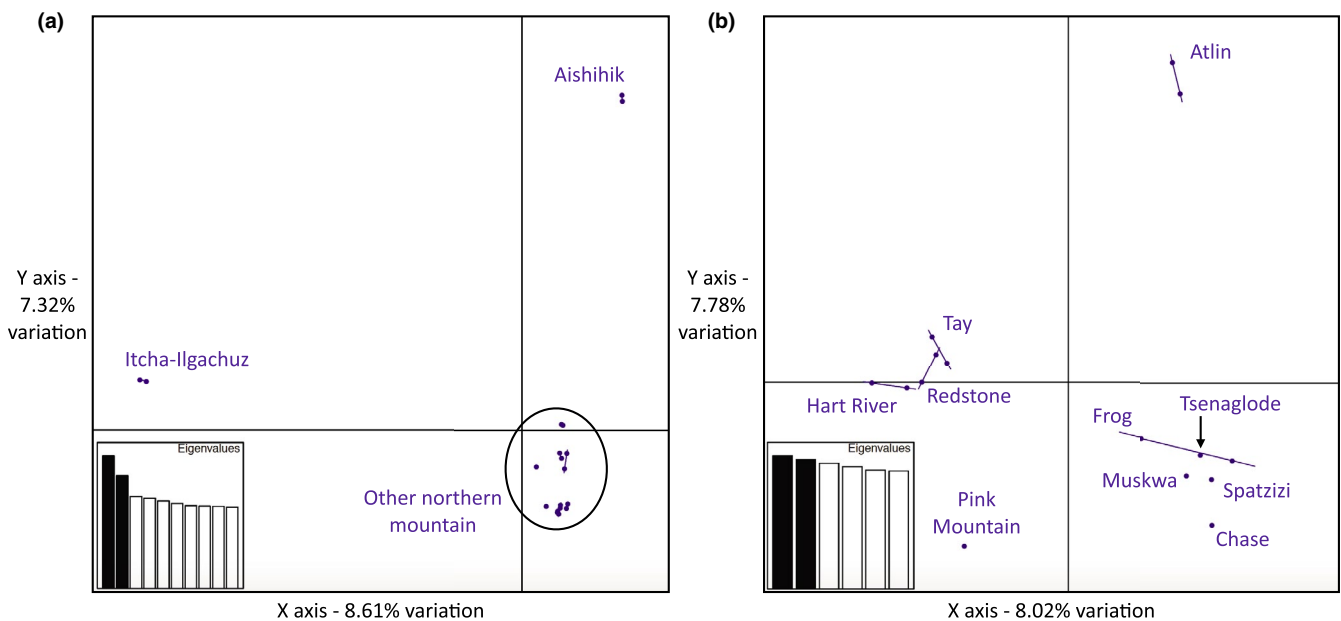 (a)
Aishihik
Y axis -
7.32%
variation
Itcha-Ilgachuz
Eigenvalues
Other northern
mountain
X axis - 8.61% variation
(b)
Atlin
Y axis -
7.78%
variation
Tay
Hart River
Redstone
Tsenaglode
Frog
Muskwa
Spatzizi
Eigenvalues
Pink
Mountain
Chase
X axis - 8.02% variation